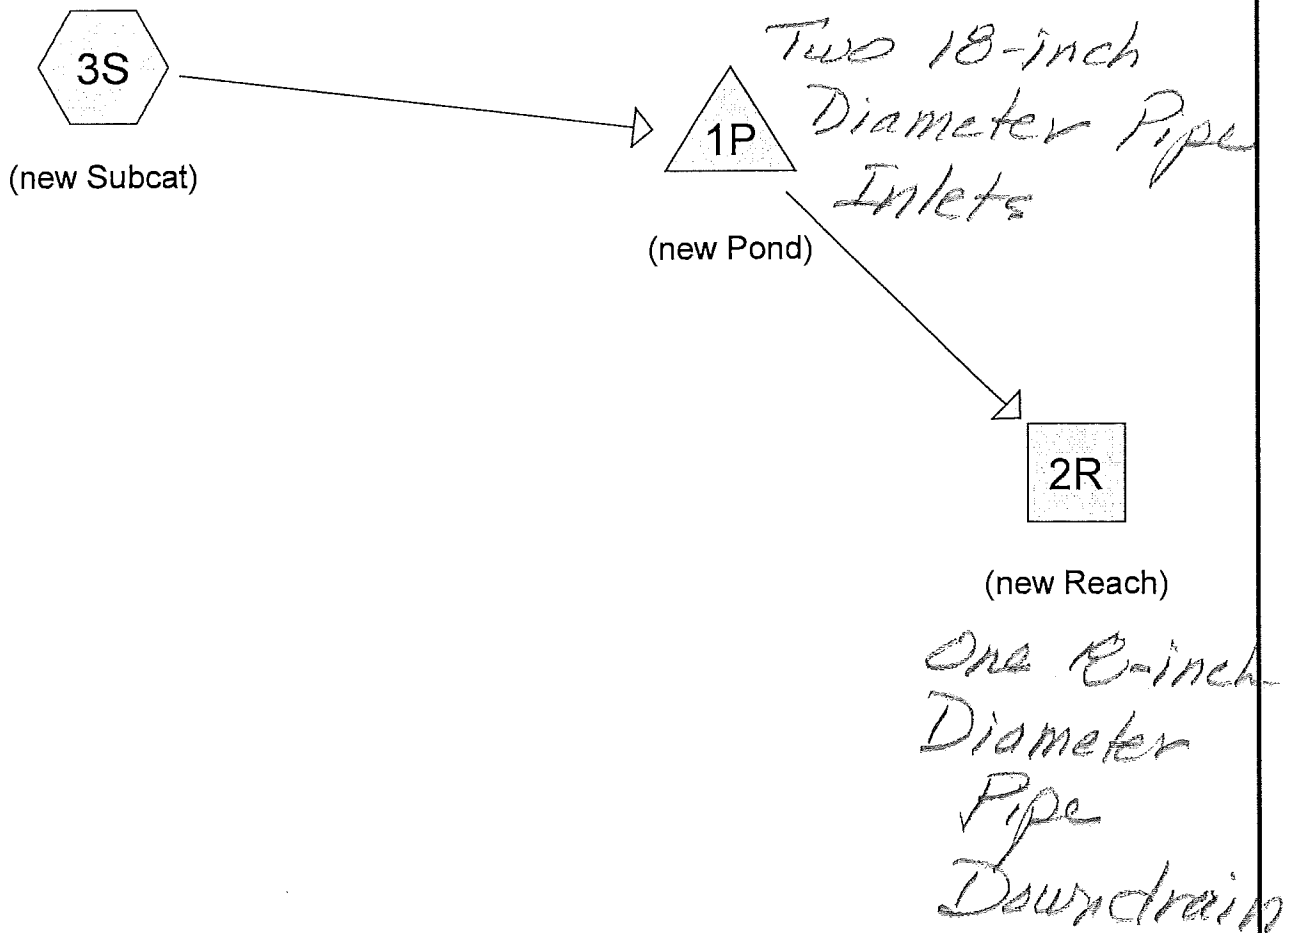 3S
(new Subcat)
Two 18-inch
Diameter Pipe
Inlets
1P
(new Pond)
2R
(new Reach)
One
Diameter
Pipe
Downdrain